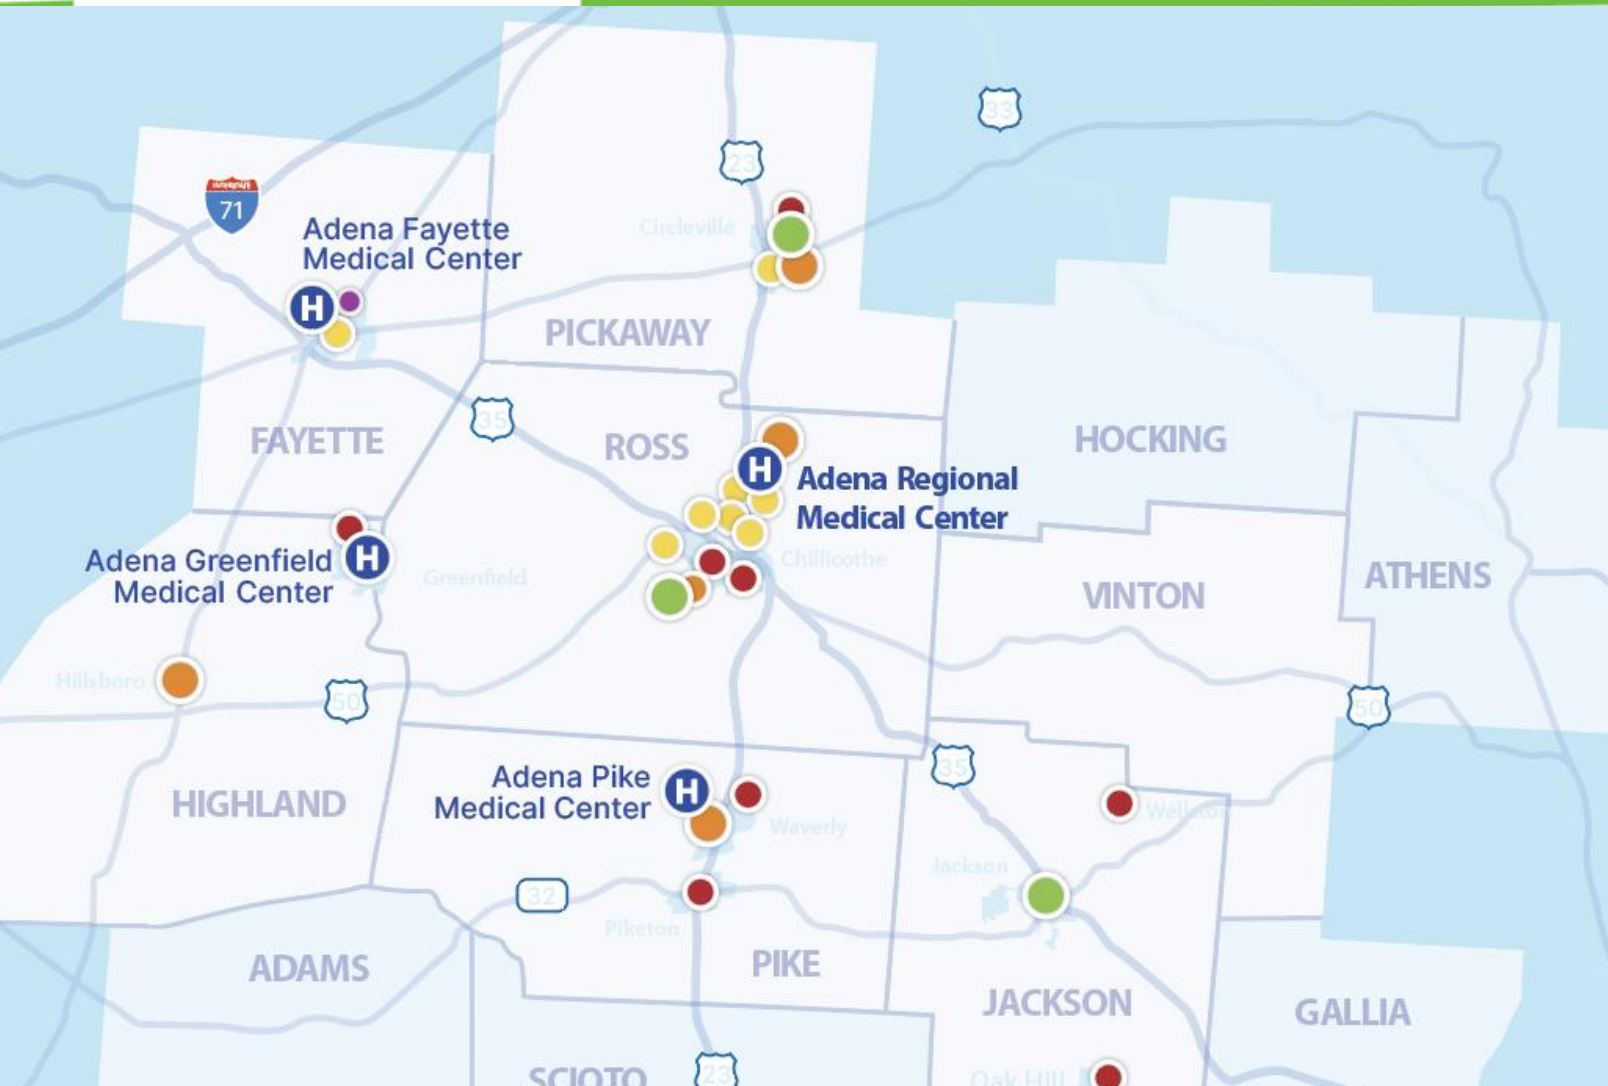 33
23
INTERSTATE
71
Adena Fayette
Medical Center
Circleville
PICKAWAY
35
FAYETTE
ROSS
HOCKING
Adena Regional
Medical Center
Adena Greenfield
Medical Center
Greenfield
Chillicothe
VINTON
ATHENS
Hillsboro
50
50
Adena Pike
Medical Center
35
HIGHLAND
Waverly
Wellston
Jackson
32
Piketon
PIKE
ADAMS
JACKSON
GALLIA
SCIOTO
23
Oak Hill
H
H
H
H